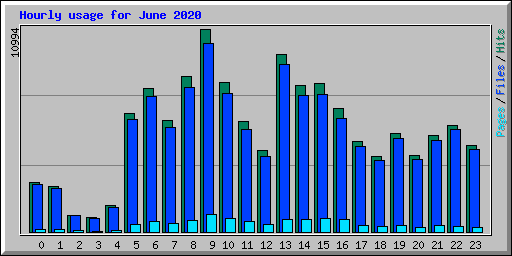 Hourly usage for June 2020
10994
Pages/Files/Hits
0 1 2 3 4 5 6 7 8 9 10 11 12 13 14 15 16 17 18 19 20 21 22 23